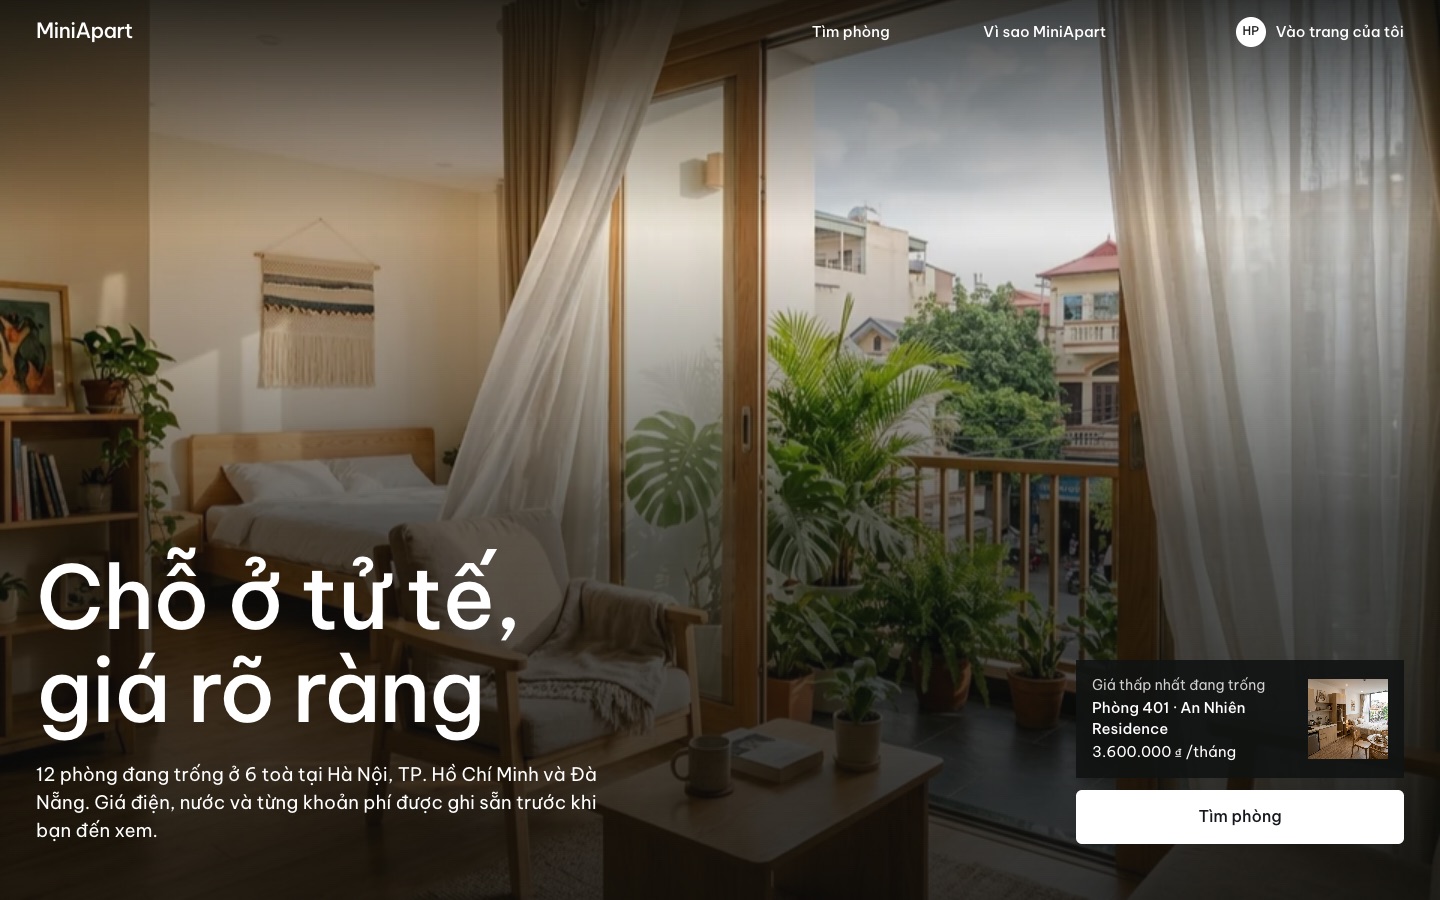 MiniApart
Tìm phòng
Vì sao MiniApart
HP
Vào trang của tôi
Chỗ ở tử tế,
giá rõ ràng
12 phòng đang trống ở 6 toà tại Hà Nội, TP. Hồ Chí Minh và Đà
Nẵng. Giá điện, nước và từng khoản phí được ghi sẵn trước khi
bạn đến xem.
Giá thấp nhất đang trống
Phòng 401 · An Nhiên
Residence
3.600.000 ₫ /tháng
Tìm phòng